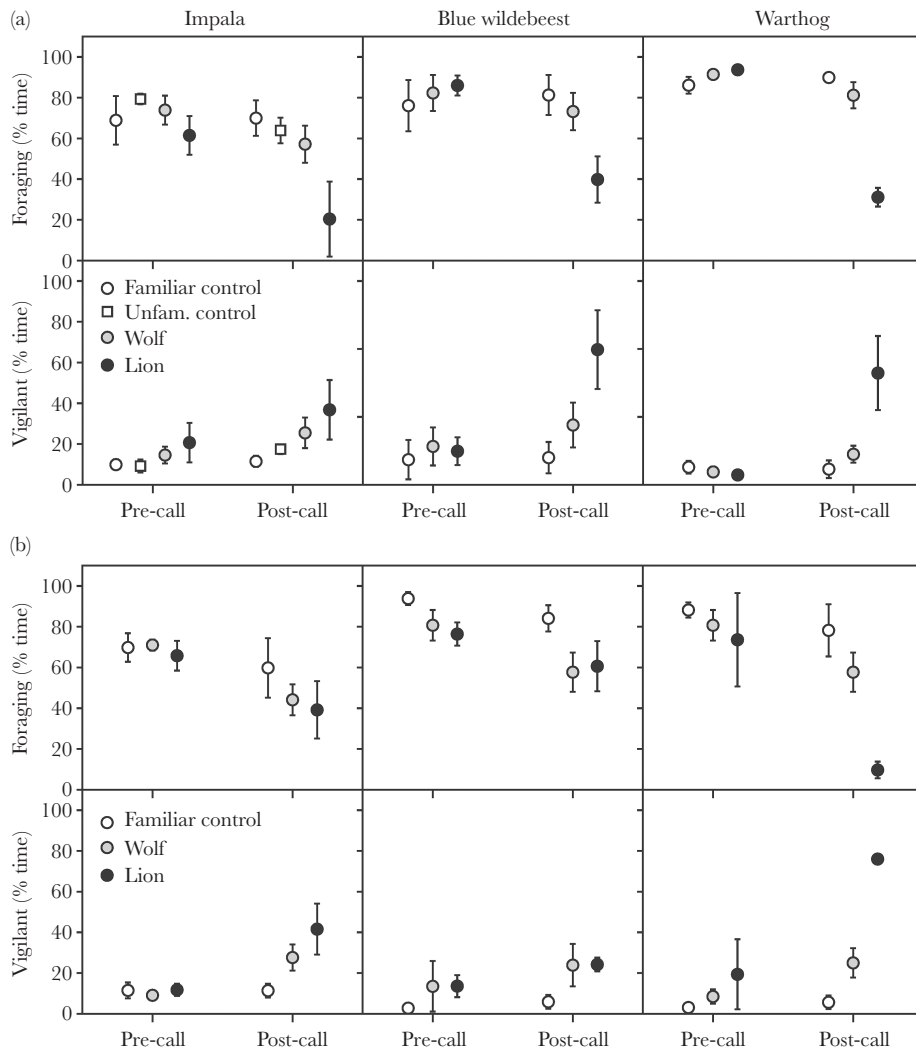 (a)
Impala Blue wildebeest Warthog
Foraging (% time)
100
80
60
40
20
0
Vigilant (% time)
100
80
60
40
20
0
Familiar control
Unfam. control
Wolf
Lion
Pre-call Post-call Pre-call Post-call Pre-call Post-call
(b)
Foraging (% time)
100
80
60
40
20
0
Vigilant (% time)
100
80
60
40
20
0
Familiar control
Wolf
Lion
Pre-call Post-call Pre-call Post-call Pre-call Post-call